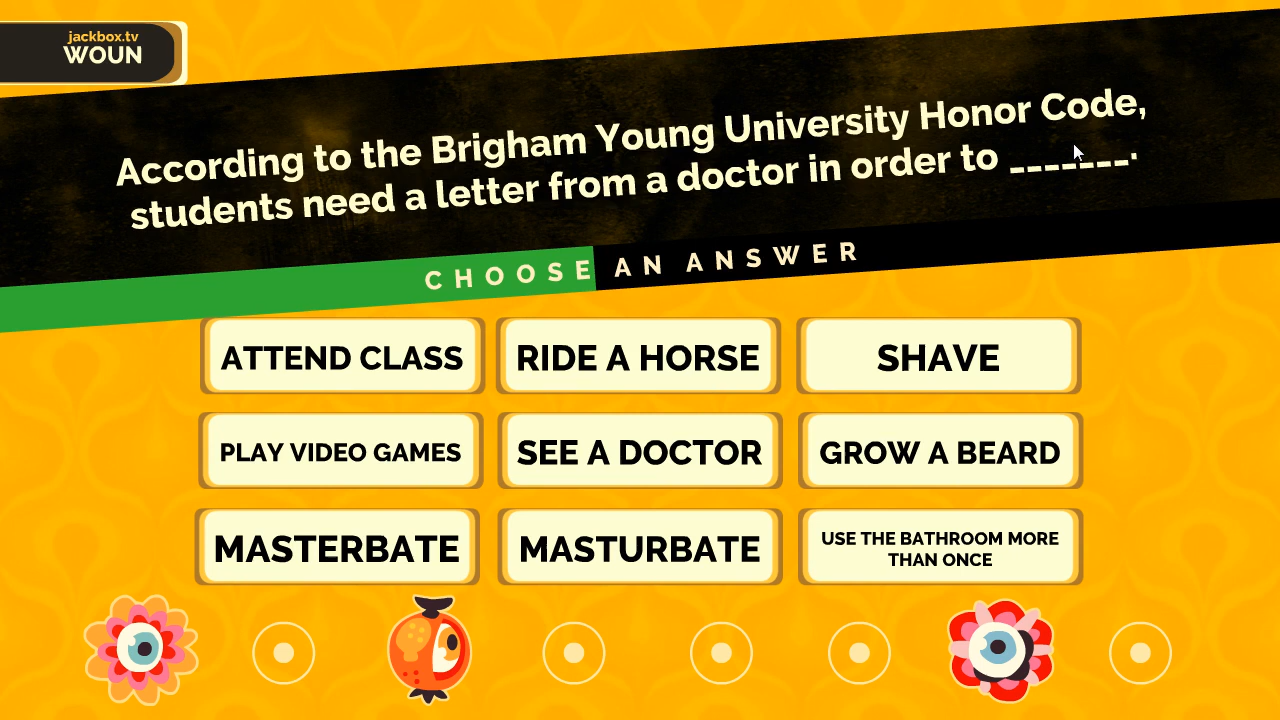 jackbox.tv
WOUN
According to the Brigham Young University Honor Code,
students need a letter from a doctor in order to _______.
CHOOSE AN ANSWER
ATTEND CLASS
RIDE A HORSE
SHAVE
PLAY VIDEO GAMES
SEE A DOCTOR
GROW A BEARD
MASTERBATE
MASTURBATE
USE THE BATHROOM MORE
THAN ONCE